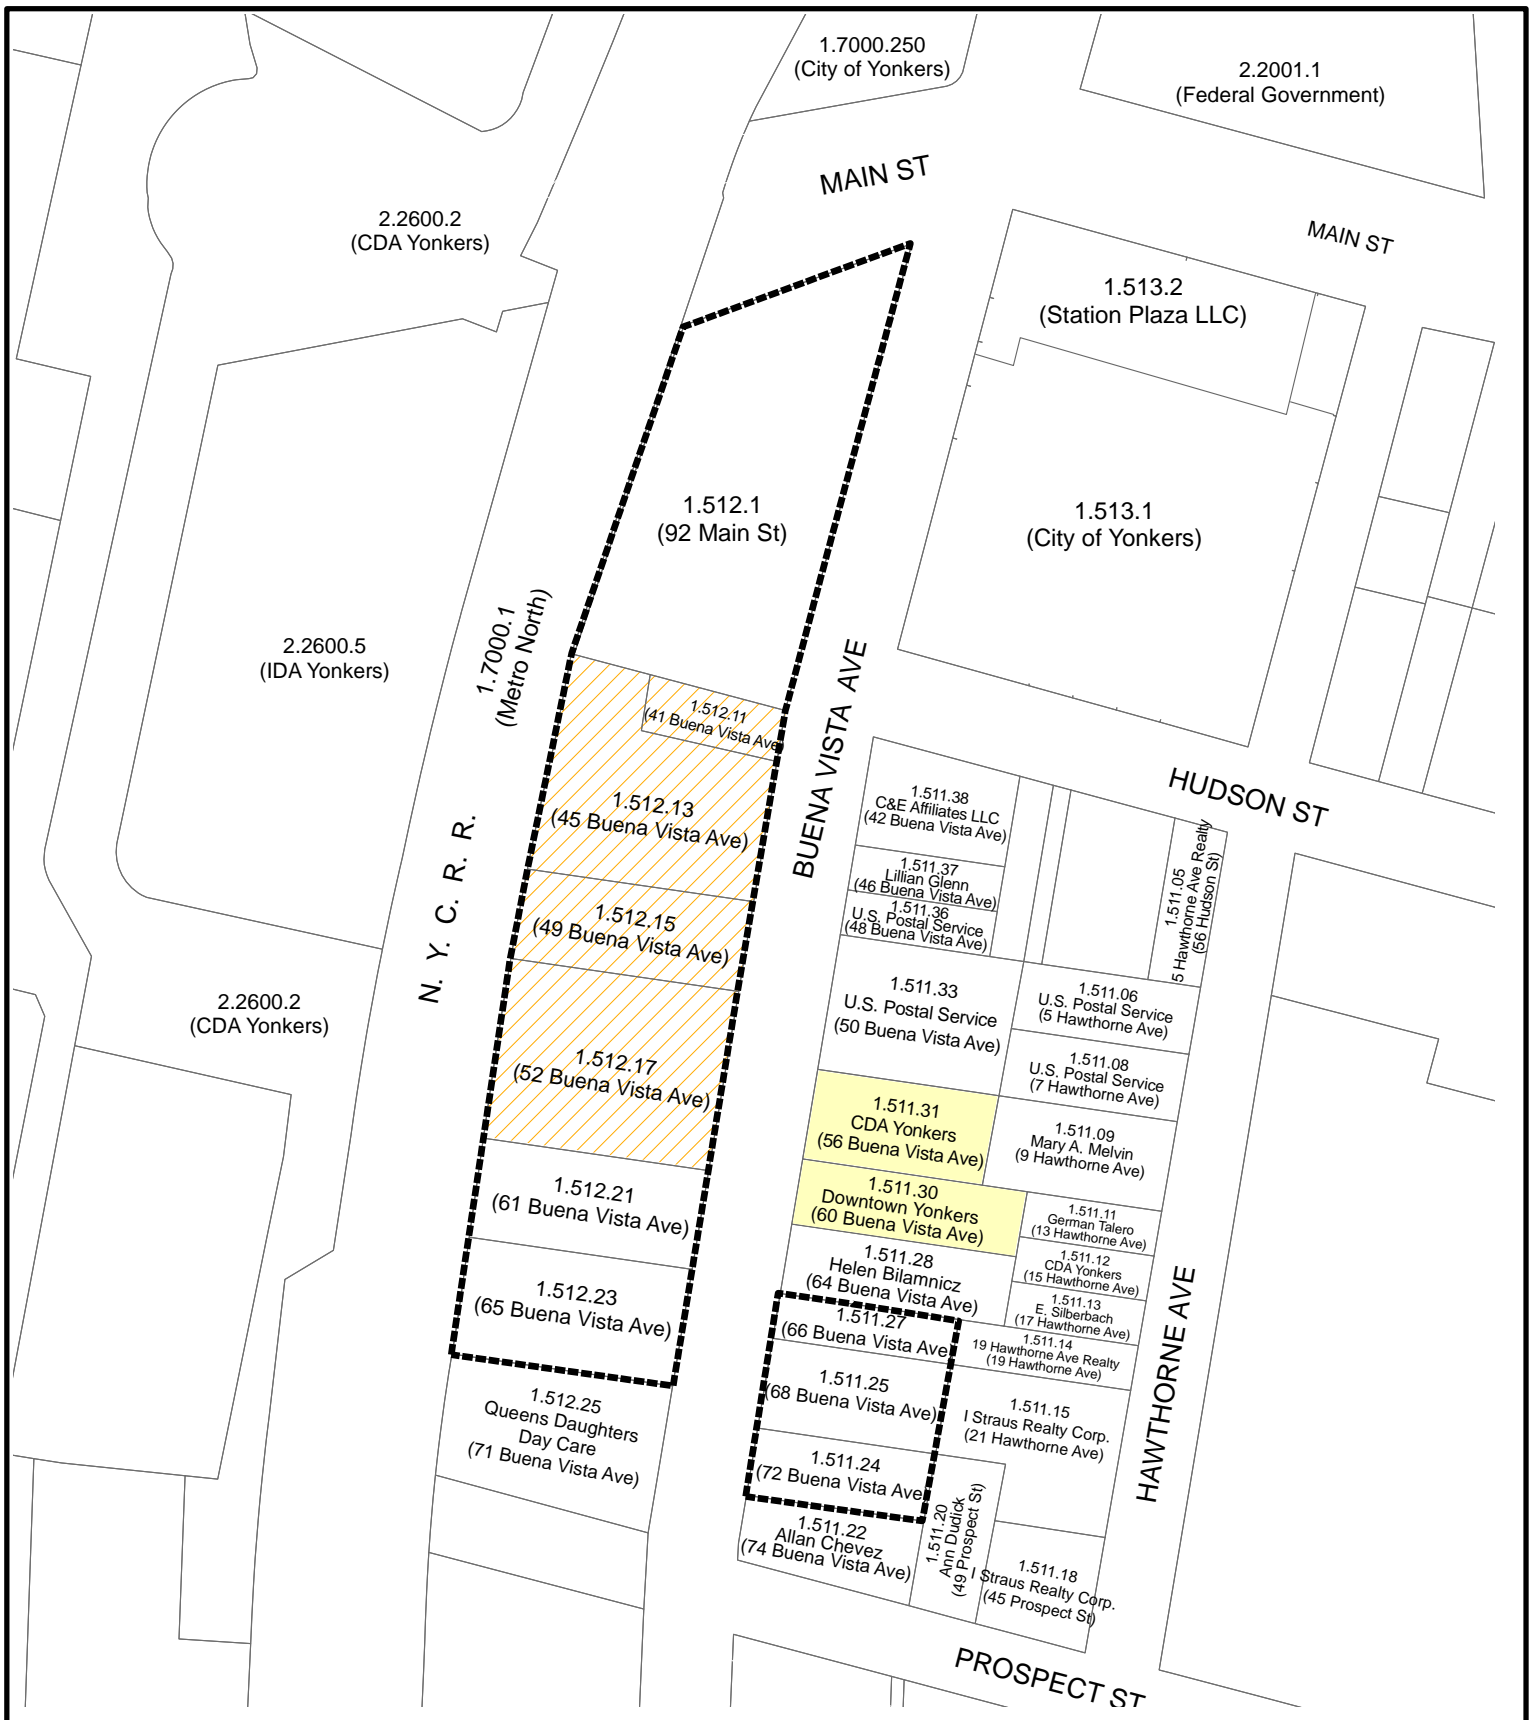 1.7000.250
(City of Yonkers)
2.2001.1
(Federal Government)
MAIN ST
MAIN ST
2.2600.2
(CDA Yonkers)
1.513.2
(Station Plaza LLC)
1.512.1
(92 Main St)
1.513.1
(City of Yonkers)
1.7000.1
(Metro North)
2.2600.5
(IDA Yonkers)
1.512.11
(41 Buena Vista Ave
BUENA VISTA AVE
HUDSON ST
1.512.13
(45 Buena Vista Ave)
1.511.38
C&E Affiliates LLC
(42 Buena Vista Ave)
1.511.37
Lillian Glenn
(46 Buena Vista Ave)
1.511.36
U.S. Postal Service
(48 Buena Vista Ave)
1.511.05
5 Hawthorne Ave Realty
(56 Hudson St)
N. Y. C. R. R.
1.512.15
(49 Buena Vista Ave)
2.2600.2
(CDA Yonkers)
1.511.33
U.S. Postal Service
(50 Buena Vista Ave)
1.511.06
U.S. Postal Service
(5 Hawthorne Ave)
1.512.17
(52 Buena Vista Ave)
1.511.08
U.S. Postal Service
(7 Hawthorne Ave)
1.511.31
CDA Yonkers
(56 Buena Vista Ave)
1.511.09
Mary A. Melvin
(9 Hawthorne Ave)
1.512.21
(61 Buena Vista Ave)
1.511.30
Downtown Yonkers
(60 Buena Vista Ave)
1.511.11
German Talero
(13 Hawthorne Ave)
1.511.28
Helen Bilamnicz
(64 Buena Vista Ave)
1.511.12
CDA Yonkers
(15 Hawthorne Ave)
1.512.23
(65 Buena Vista Ave)
1.511.13
E. Silberbach
(17 Hawthorne Ave)
1.511.27
(66 Buena Vista Ave
1.511.14
19 Hawthorne Ave Realty
(19 Hawthorne Ave)
HAWTHORNE AVE
1.511.25
(68 Buena Vista Ave)
1.512.25
Queens Daughters
Day Care
(71 Buena Vista Ave)
1.511.15
I Straus Realty Corp.
(21 Hawthorne Ave)
1.511.24
(72 Buena Vista Ave
1.511.22
Allan Chevez
(74 Buena Vista Ave)
1.511.20
Ann Dudick
(49 Prospect St)
1.511.18
I Straus Realty Corp.
(45 Prospect St)
PROSPECT ST